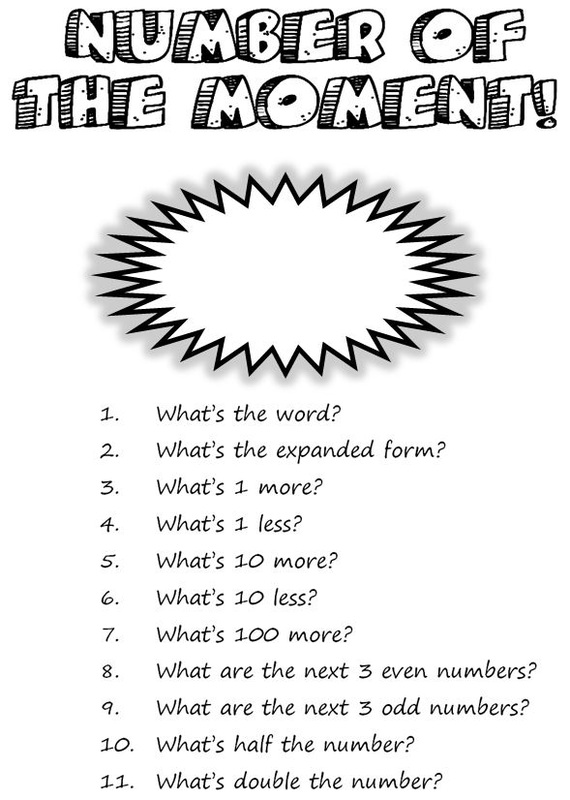 NUMBER OF
THE MOMENT!
1. What's the word?
2. What's the expanded form?
3. What's 1 more?
4. What's 1 less?
5. What's 10 more?
6. What's 10 less?
7. What's 100 more?
8. What are the next 3 even numbers?
9. What are the next 3 odd numbers?
10. What's half the number?
11. What's double the number?